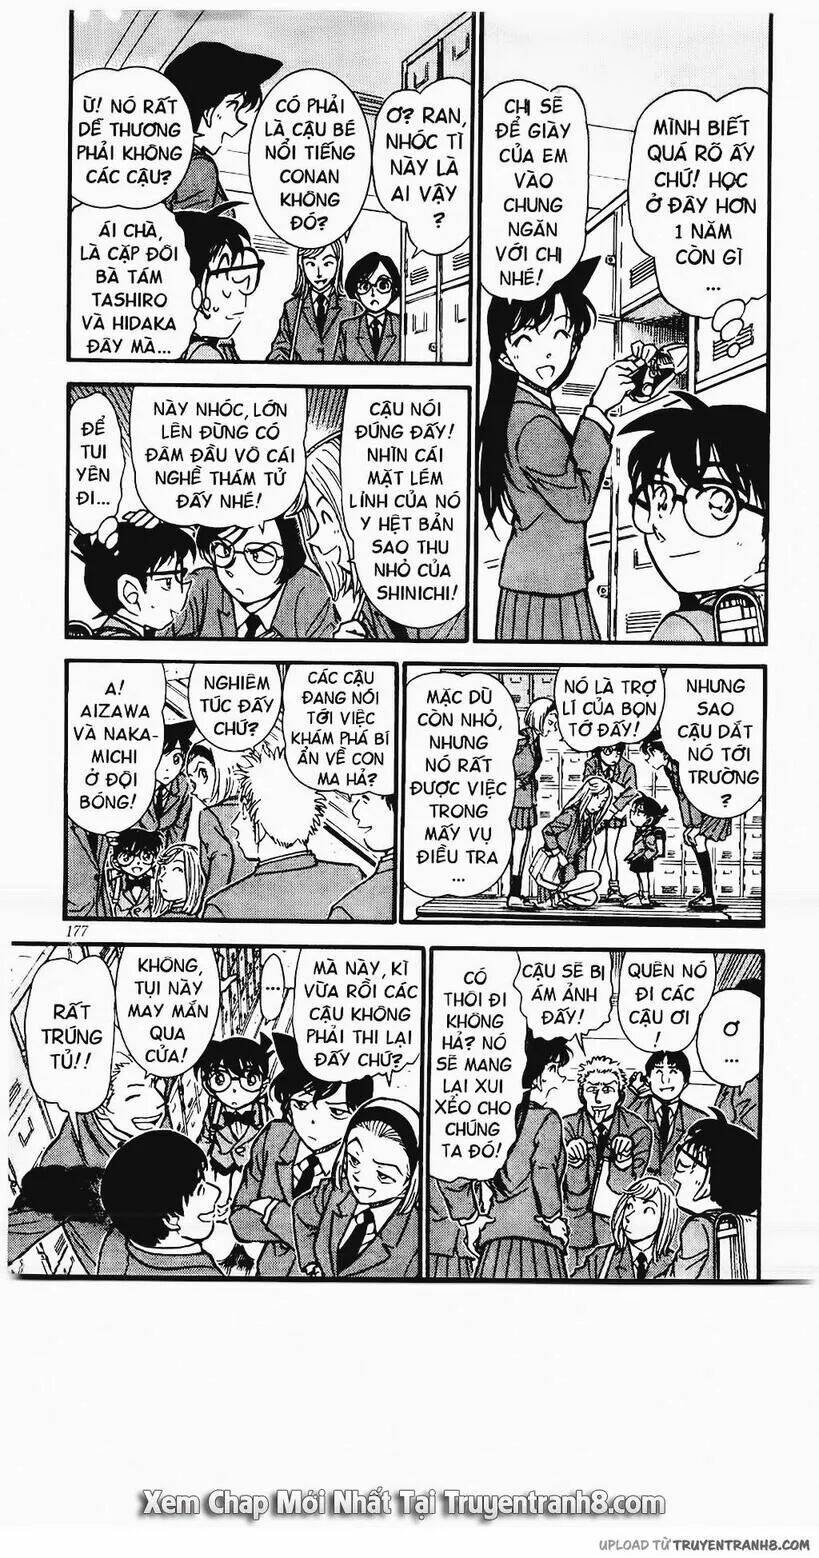 MÌNH BIẾT
QUÁ RÕ ẤY
CHỨ! HỌC
Ở ĐÂY HƠN
1 NĂM
CÒN GÌ
...
CHỊ SẼ
ĐỂ GIÀY
CỦA EM
VÀO
CHUNG
NGĂN
VỚI CHỊ
NHÉ!
Ơ? RAN,
NHÓC TÌ
NÀY LÀ
AI VẬY
?
CÓ PHẢI
LÀ CẬU BÉ
NỔI TIẾNG
CONAN
KHÔNG
ĐÓ?
Ừ! NÓ RẤT
DỄ THƯƠNG
PHẢI KHÔNG
CÁC CẬU?
ÁI CHÀ,
LÀ CẶP ĐÔI
BÀ TÁM
TASHIRO
VÀ HIDAKA
ĐÂY MÀ...
CẬU NÓI
ĐÚNG ĐẤY!
NHÌN CÁI
MẶT LÉM
LỈNH CỦA NÓ
Y HỆT BẢN
SAO THU
NHỎ CỦA
SHINICHI!
NÀY NHÓC, LỚN
LÊN ĐỪNG CÓ
ĐÂM ĐẦU VÔ CÁI
NGHỀ THÁM TỬ
ĐẤY NHÉ!
ĐỂ
TUI
YÊN
ĐI...
NHƯNG
SAO
CẬU DẮT
NÓ TỚI
TRƯỜNG
?
NÓ LÀ TRỢ
LÍ CỦA BỌN
TỚ ĐẤY!
MẶC DÙ
CÒN NHỎ,
NHƯNG
NÓ RẤT
ĐƯỢC VIỆC
TRONG
MẤY VỤ
ĐIỀU TRA
...
CÁC CẬU
ĐANG NÓI
TỚI VIỆC
KHÁM PHÁ BÍ
ẨN VỀ CON
MA HẢ?
NGHIÊM
TÚC ĐẤY
CHỨ?
A!
AIZAWA
VÀ NAKA-
MICHI
Ở ĐỘI
BÓNG!
177
Ơ
...
QUÊN NÓ
ĐI CÁC
CẬU ƠI
!
CẬU SẼ BỊ
ÁM ẢNH
ĐẤY!
CÓ
THÔI ĐI
KHÔNG
HẢ? NÓ
SẼ MANG
LẠI XUI
XẺO CHO
CHÚNG
TA ĐÓ!
MÀ NÀY, KÌ
VỪA RỒI CÁC
CẬU KHÔNG
PHẢI THI LẠI
ĐẤY CHỨ?
...
KHÔNG,
TỤI NÀY
MAY MẮN
QUA
CỬA!
RẤT
TRÚNG
TỦ!!
Xem Chap Mới Nhất Tại Truyentranh8.com
UPLOAD TỪ TRUYENTRANH8.COM